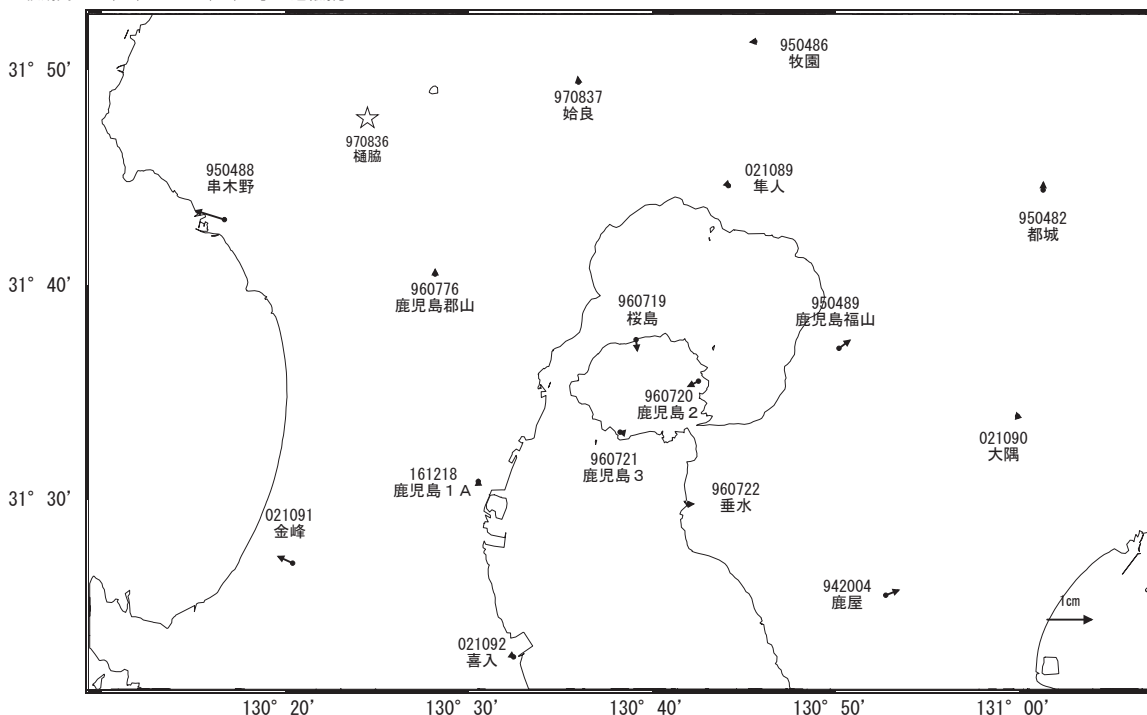 950486
牧園
31° 50'
970837
姶良
970836
樋脇
950488
串木野
021089
隼人
950482
都城
31° 40'
960776
鹿児島郡山
960719
桜島
950489
鹿児島福山
960720
鹿児島２
021090
大隅
960721
鹿児島３
161218
鹿児島１Ａ
31° 30'
960722
垂水
021091
金峰
942004
鹿屋
1cm
021092
喜入
130° 20'
130° 30'
130° 40'
130° 50'
131° 00'